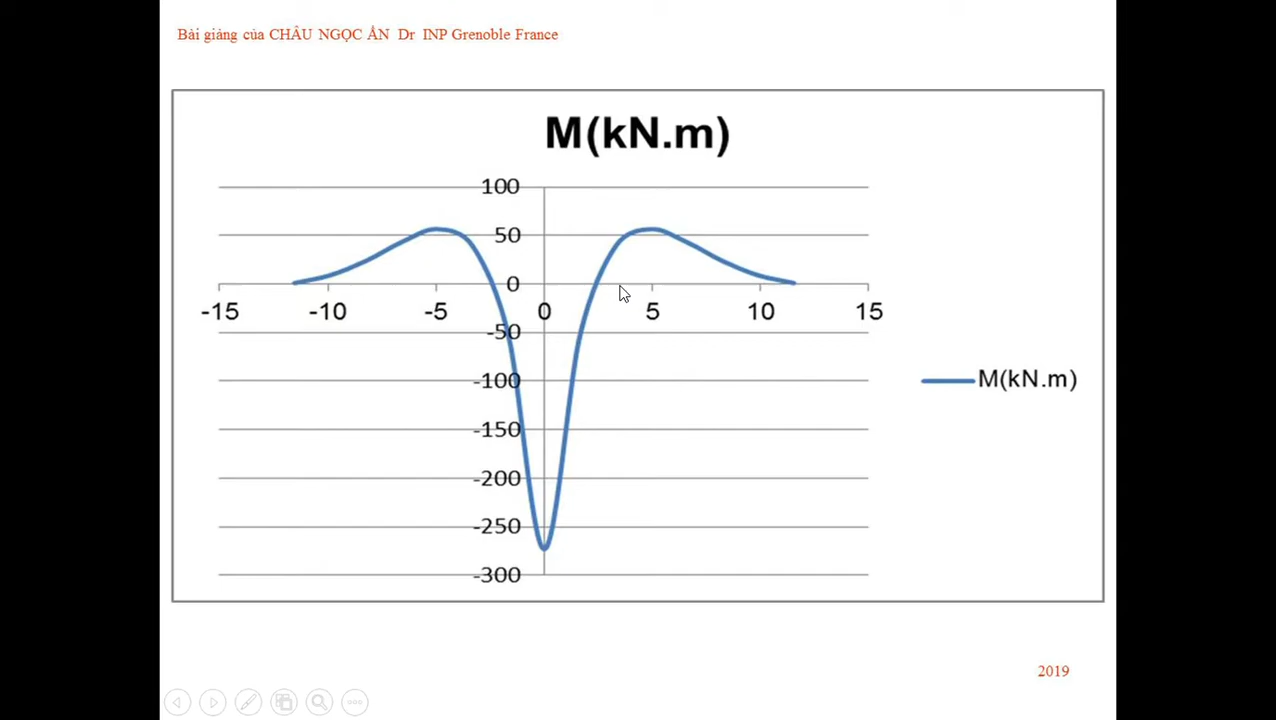 Bài giảng của CHÂU NGỌC ẨN Dr INP Grenoble France
M(kN.m)
100
50
0
-15 -10 -5 0 5 10 15
-50
-100
M(kN.m)
-150
-200
-250
-300
2019